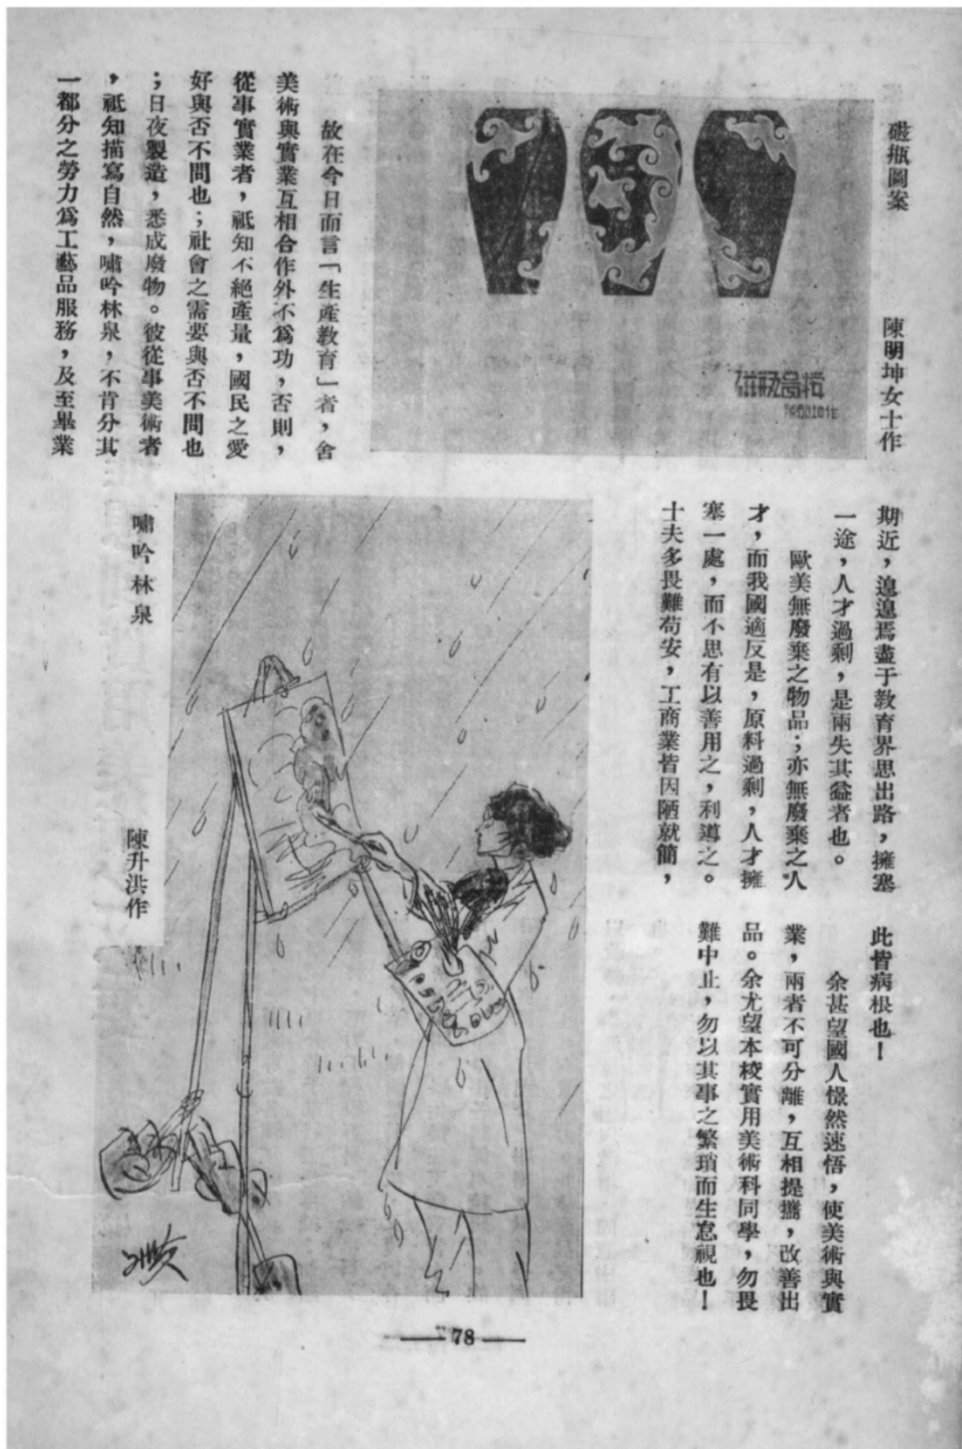 磁瓶圖案
陳明坤女士作
故在今日而言「生產教育」者，舍
美術與實業互相合作外不爲功，否則，
從事實業者，祇知不絕產量，國民之愛
好與否不問也；社會之需要與否不問也
；日夜製造，悉成廢物。彼從事美術者
，祇知描寫自然，嘯吟林泉，不肯分其
一都分之勞力爲工藝品服務，及至畢業
期近，遑遑焉盡于教育界思出路，擁塞
一途，人才過剩，是兩失其益者也。
歐美無廢棄之物品；亦無廢棄之人
才，而我國適反是，原料過剩，人才擁
塞一處，而不思有以善用之，利導之。
士夫多畏難苟安，工商業皆因陋就簡，
此皆病根也！
余甚望國人憬然速悟，使美術與實
業，兩者不可分離，互相提攜，改善出
品。余尤望本校實用美術科同學，勿畏
難中止，勿以其事之繁瑣而生怠視也！
嘯吟林泉
陳升洪作
78